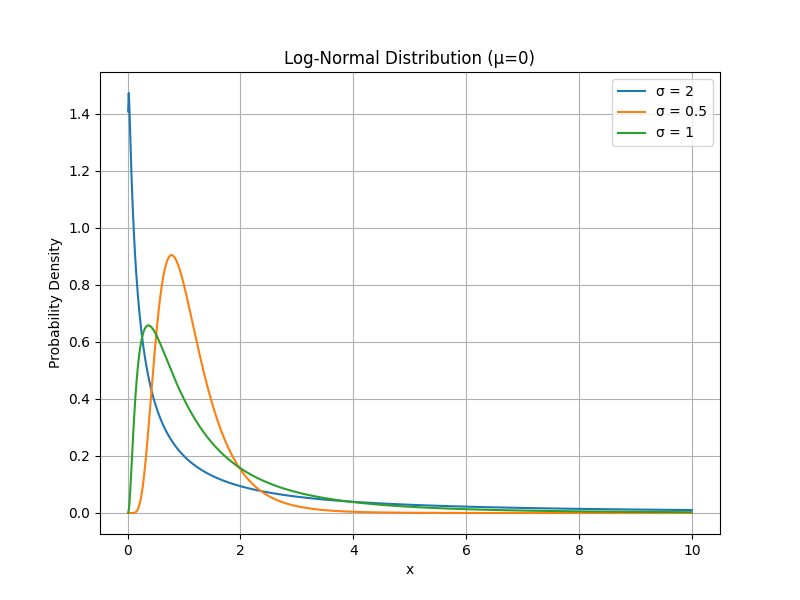 Log-Normal Distribution (μ=0)
σ = 2
σ = 0.5
σ = 1
Probability Density
1.4
1.2
1.0
0.8
0.6
0.4
0.2
0.0
0 2 4 6 8 10
x